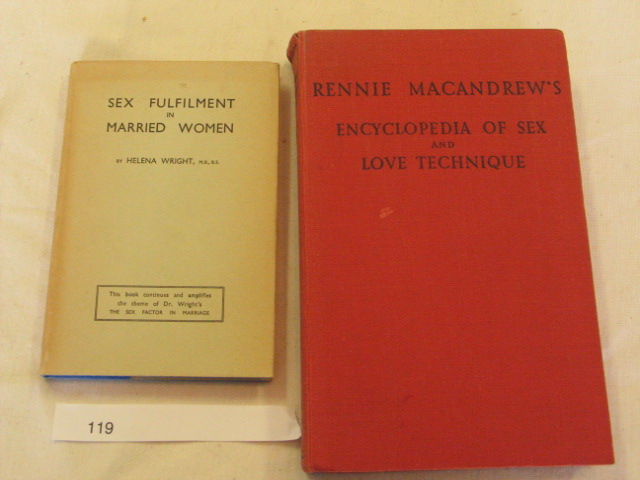 SEX FULFILMENT
IN
MARRIED WOMEN
BY HELENA WRIGHT, M.B., B.S.
This book continues and amplifies
the theme of Dr. Wright's
THE SEX FACTOR IN MARRIAGE
119
RENNIE MACANDREW'S
ENCYCLOPEDIA OF SEX
AND
LOVE TECHNIQUE